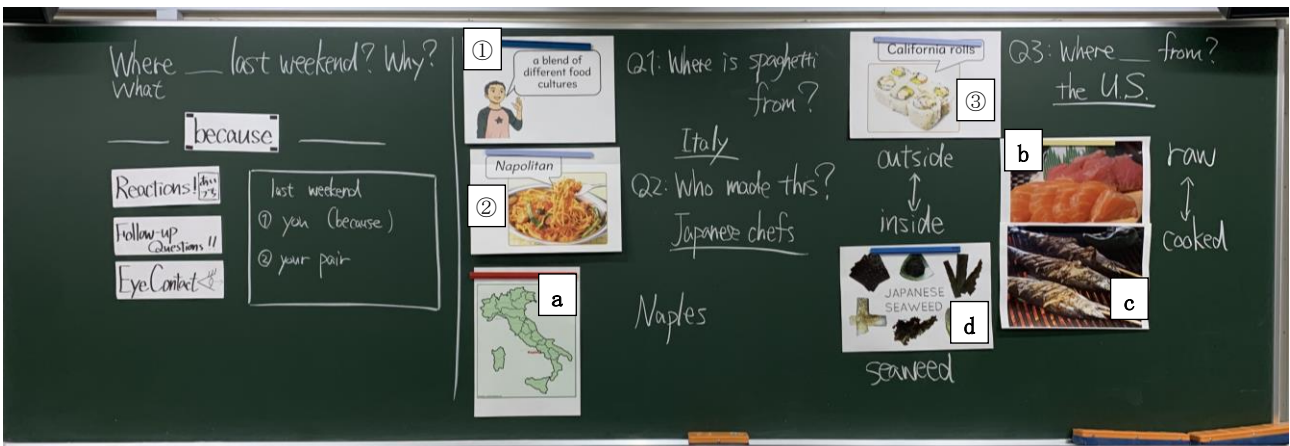 Where __ last weekend? Why?
What
because
Reactions!
Follow-up
Questions!!
Eye Contact
last weekend
① you (because)
② your pair
①
a blend of
different food
cultures
②
Napolitan
a
Q1: Where is spaghetti
from?
Italy
Q2: Who made this?
Japanese chefs
Naples
California rolls
③
outside
inside
JAPANESE
SEAWEED
d
seaweed
Q3: Where __ from?
the U.S.
b
raw
cooked
c